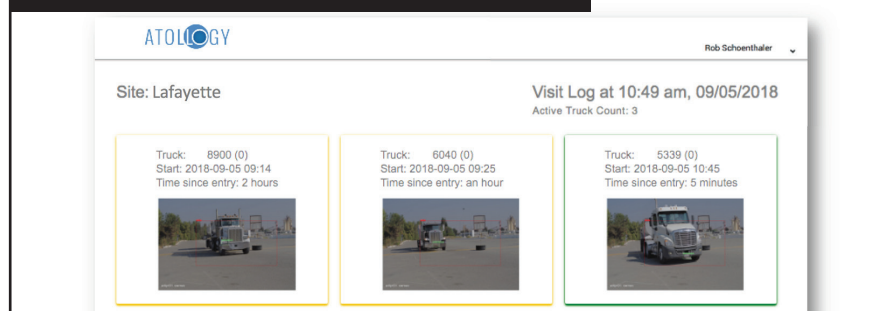 ATOLLOGY
Rob Schoenthaler
Site: Lafayette
Visit Log at 10:49 am, 09/05/2018
Active Truck Count: 3
Truck: 8900 (0)
Start: 2018-09-05 09:14
Time since entry: 2 hours
Truck: 6040 (0)
Start: 2018-09-05 09:25
Time since entry: an hour
Truck: 5339 (0)
Start: 2018-09-05 10:45
Time since entry: 5 minutes